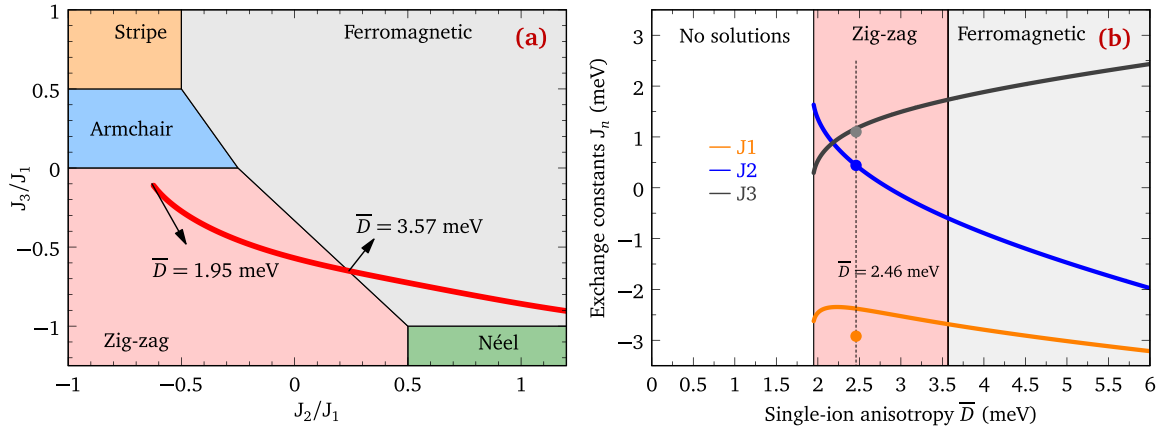 Stripe
Ferromagnetic
(a)
Armchair
Zig-zag
Néel
D̅ = 1.95 meV
D̅ = 3.57 meV
1
0.5
0
−0.5
−1
J₃/J₁
−1
−0.5
0
0.5
1
J₂/J₁
No solutions
Zig-zag
Ferromagnetic
(b)
J1
J2
J3
D̅ = 2.46 meV
3
2
1
0
−1
−2
−3
Exchange constants Jₙ (meV)
0
0.5
1
1.5
2
2.5
3
3.5
4
4.5
5
5.5
6
Single-ion anisotropy D̅ (meV)